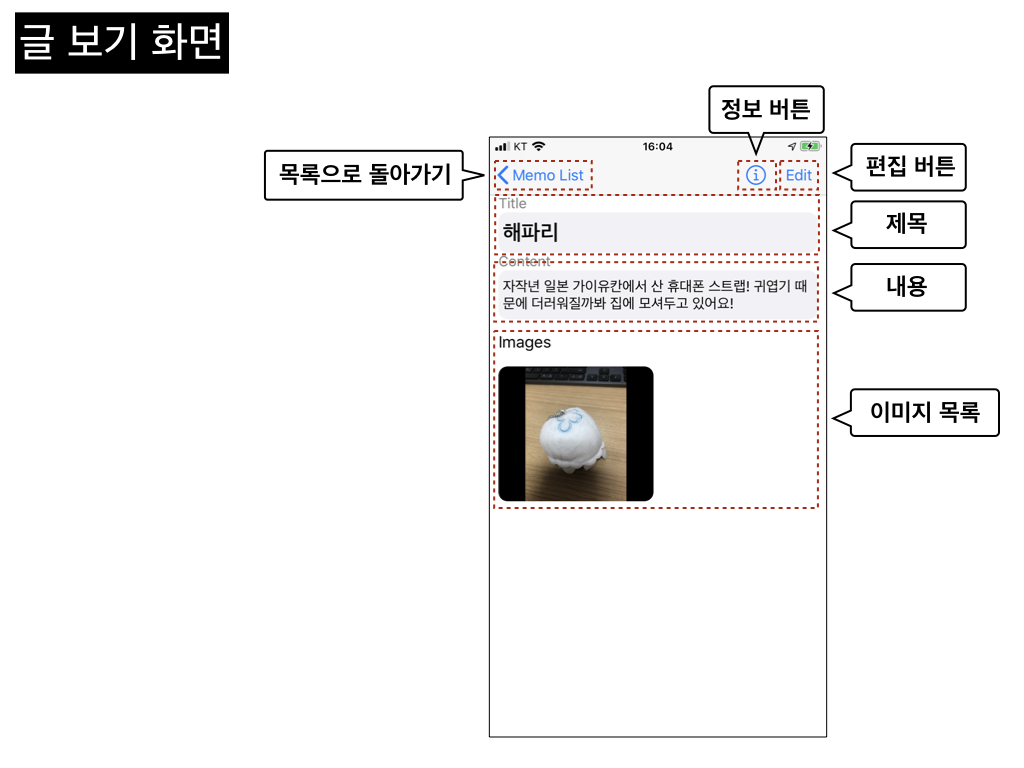 글 보기 화면
정보 버튼
KT 16:04
목록으로 돌아가기
Memo List
Edit
편집 버튼
Title
해파리
제목
Content
자작년 일본 가이유칸에서 산 휴대폰 스트랩! 귀엽기 때
문에 더러워질까봐 집에 모셔두고 있어요!
내용
Images
이미지 목록